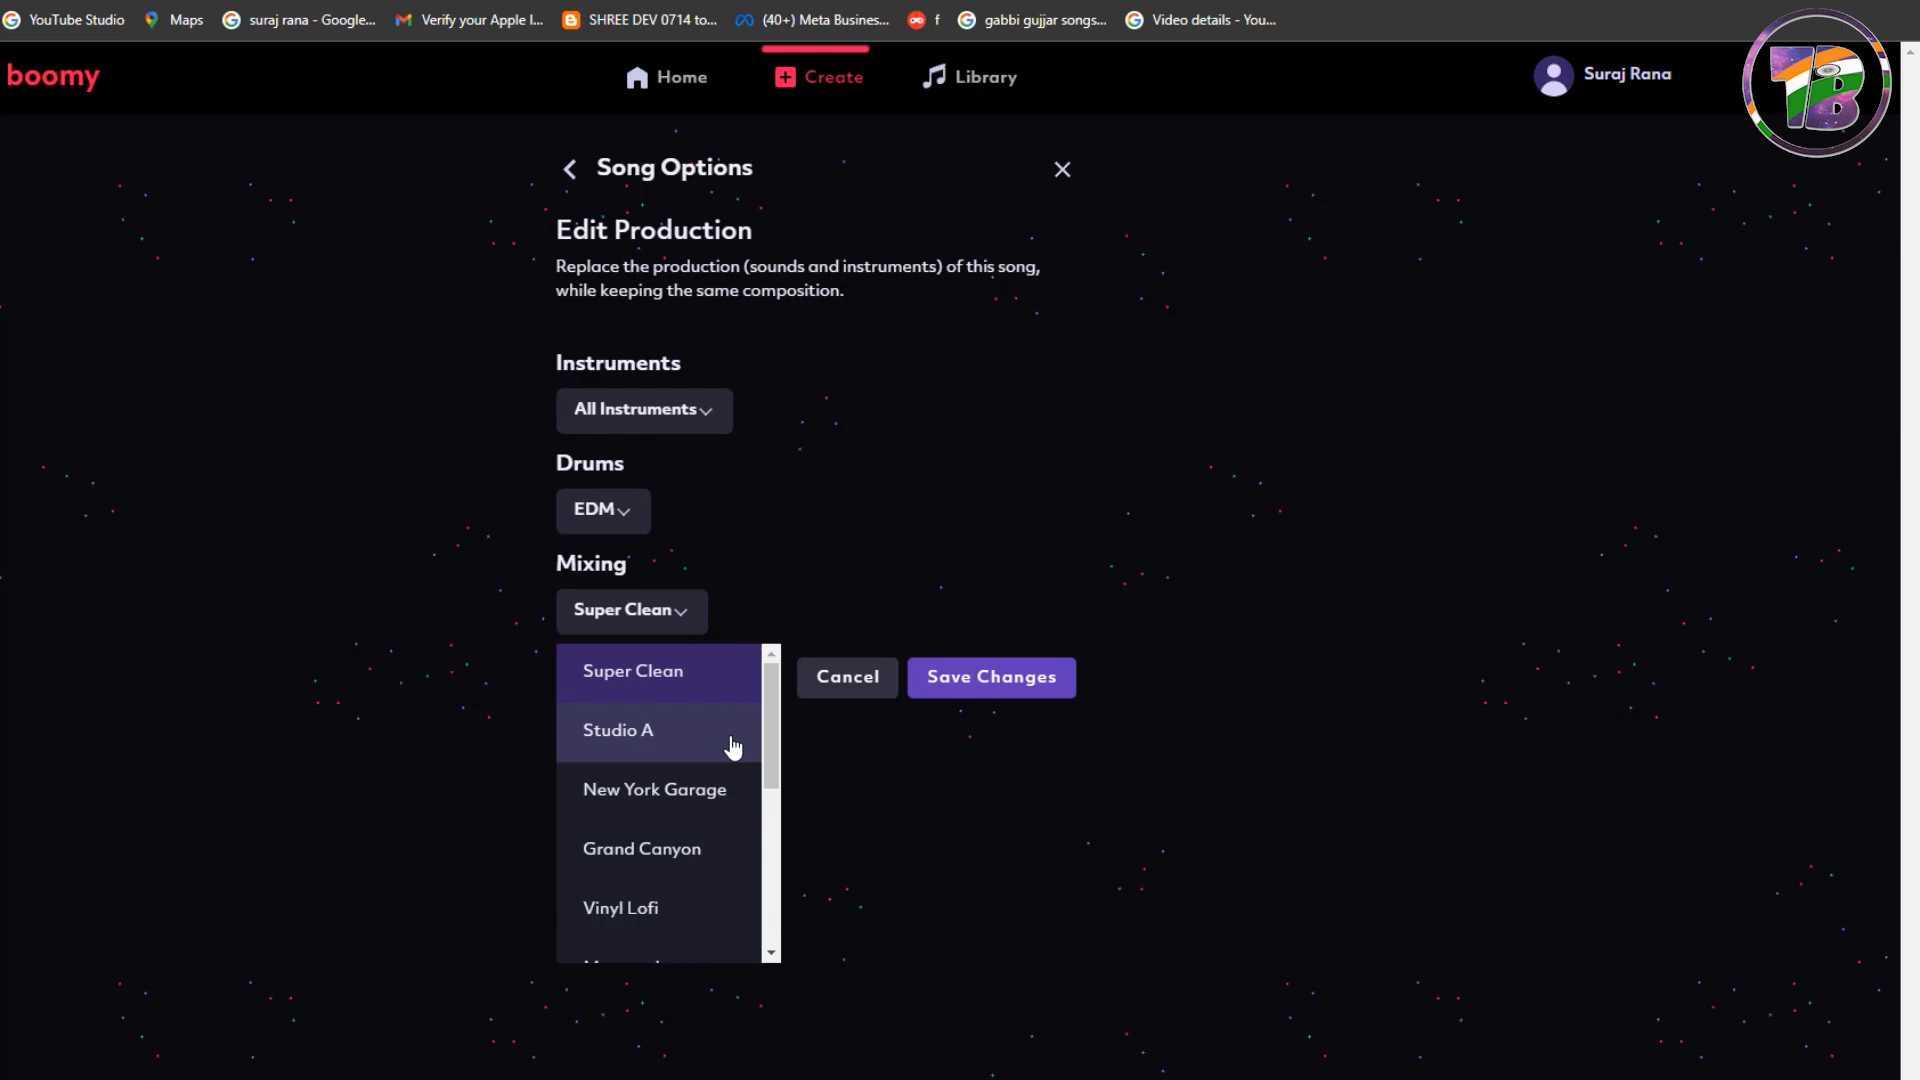 YouTube Studio Maps suraj rana - Google... Verify your Apple I... SHREE DEV 0714 to... (40+) Meta Busines... f gabbi gujjar songs... Video details - You...
boomy Home Create Library Suraj Rana
Song Options
Edit Production
Replace the production (sounds and instruments) of this song,
while keeping the same composition.
Instruments
All Instruments
Drums
EDM
Mixing
Super Clean
Super Clean
Cancel Save Changes
Studio A
New York Garage
Grand Canyon
Vinyl Lofi